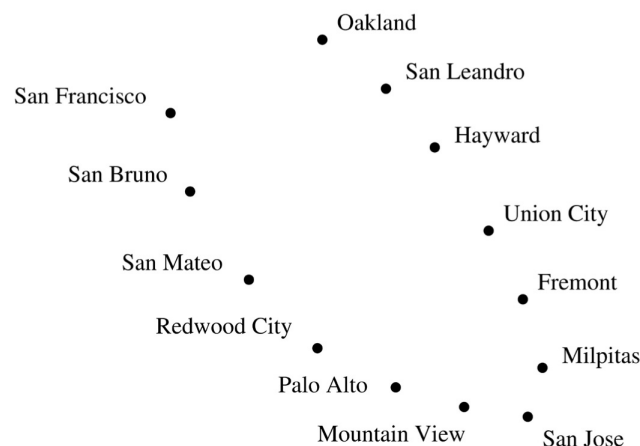 Oakland
San Leandro
San Francisco
Hayward
San Bruno
Union City
San Mateo
Fremont
Redwood City
Milpitas
Palo Alto
Mountain View
San Jose